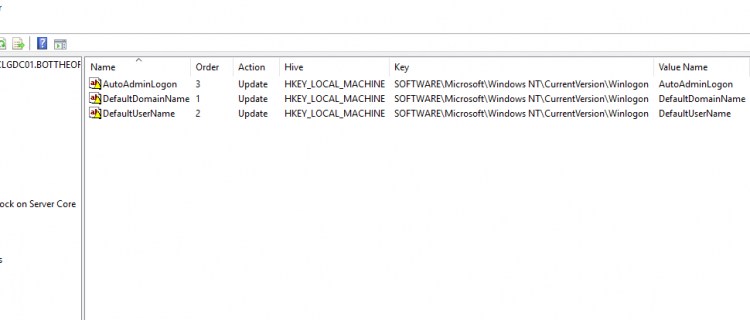 CLGDC01.BOTTHEOF
Name Order Action Hive Key Value Name
AutoAdminLogon 3 Update HKEY_LOCAL_MACHINE SOFTWARE\Microsoft\Windows NT\CurrentVersion\Winlogon AutoAdminLogon
DefaultDomainName 1 Update HKEY_LOCAL_MACHINE SOFTWARE\Microsoft\Windows NT\CurrentVersion\Winlogon DefaultDomainName
DefaultUserName 2 Update HKEY_LOCAL_MACHINE SOFTWARE\Microsoft\Windows NT\CurrentVersion\Winlogon DefaultUserName
ock on Server Core
s